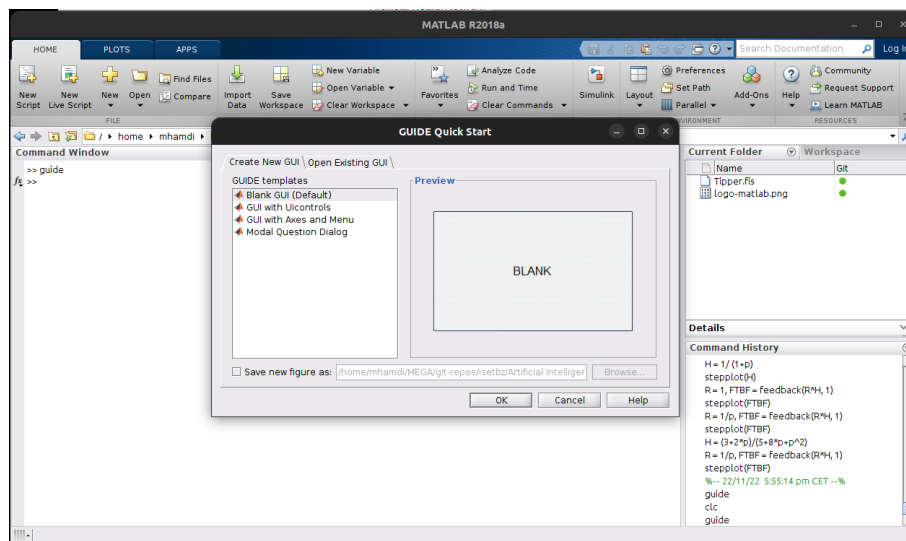 MATLAB R2018a
HOME PLOTS APPS Search Documentation
New Script
New Live Script
New
Open
Find Files
Compare
FILE
Import Data
Save Workspace
New Variable
Open Variable
Clear Workspace
Favorites
Analyze Code
Run and Time
Clear Commands
Simulink
Layout
Preferences
Set Path
Parallel
Add-Ons
Help
Community
Request Support
Learn MATLAB
RESOURCES
/ home mhamdi
Command Window
>> guide
fx >>
GUIDE Quick Start
Create New GUI Open Existing GUI
GUIDE templates
Blank GUI (Default)
GUI with Uicontrols
GUI with Axes and Menu
Modal Question Dialog
Preview
BLANK
Save new figure as: /home/mhamdi/MEGA/git-repos/isetbz/Artificial Intelliger
Browse...
OK Cancel Help
Current Folder Workspace
Name Git
Tipper.fis
logo-matlab.png
Details
Command History
H = 1/ (1+p)
stepplot(H)
R = 1, FTBF = feedback(R*H, 1)
stepplot(FTBF)
R = 1/p, FTBF = feedback(R*H, 1)
stepplot(FTBF)
H = (3+2*p)/(5+8*p+p^2)
R = 1/p, FTBF = feedback(R*H, 1)
stepplot(FTBF)
%-- 22/11/22 5:55:14 pm CET --%
guide
clc
guide